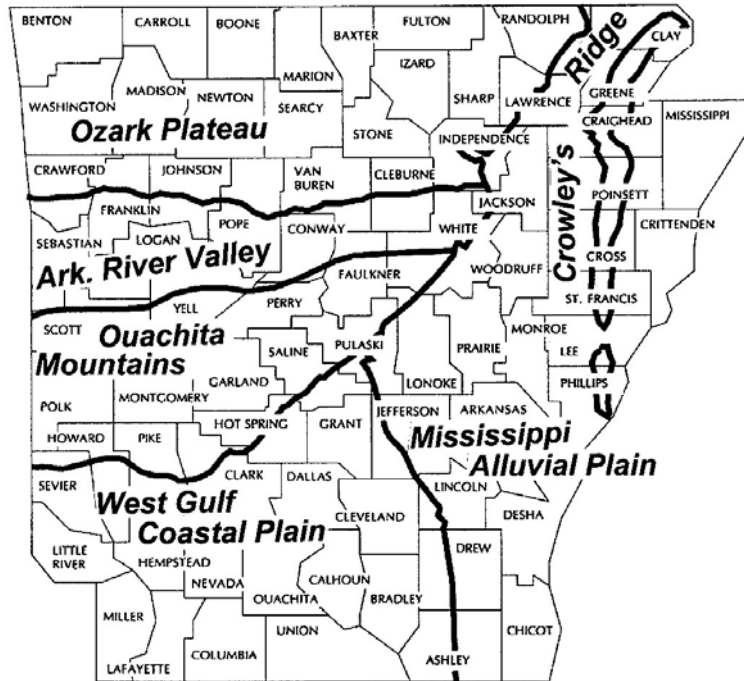 BENTON
CARROLL
BOONE
FULTON
RANDOLPH
BAXTER
CLAY
IZARD
Ridge
MARION
MADISON
NEWTON
SHARP
LAWRENCE
GREENE
WASHINGTON
SEARCY
MISSISSIPPI
Ozark Plateau
STONE
INDEPENDENCE
CRAIGHEAD
CRAWFORD
JOHNSON
VAN
BUREN
CLEBURNE
JACKSON
POINSETT
FRANKLIN
POPE
CONWAY
WHITE
Crowley's
CRITTENDEN
SEBASTIAN
LOGAN
Ark. River Valley
FAULKNER
WOODRUFF
CROSS
YELL
PERRY
ST. FRANCIS
SCOTT
Ouachita
Mountains
SALINE
PULASKI
PRAIRIE
MONROE
LEE
GARLAND
LONOKE
PHILLIPS
MONTGOMERY
POLK
HOT SPRING
GRANT
JEFFERSON
ARKANSAS
HOWARD
PIKE
Mississippi
Alluvial Plain
SEVIER
CLARK
DALLAS
LINCOLN
West Gulf
Coastal Plain
CLEVELAND
DESHA
LITTLE
RIVER
HEMPSTEAD
NEVADA
CALHOUN
DREW
OUACHITA
BRADLEY
MILLER
UNION
CHICOT
LAFAYETTE
COLUMBIA
ASHLEY